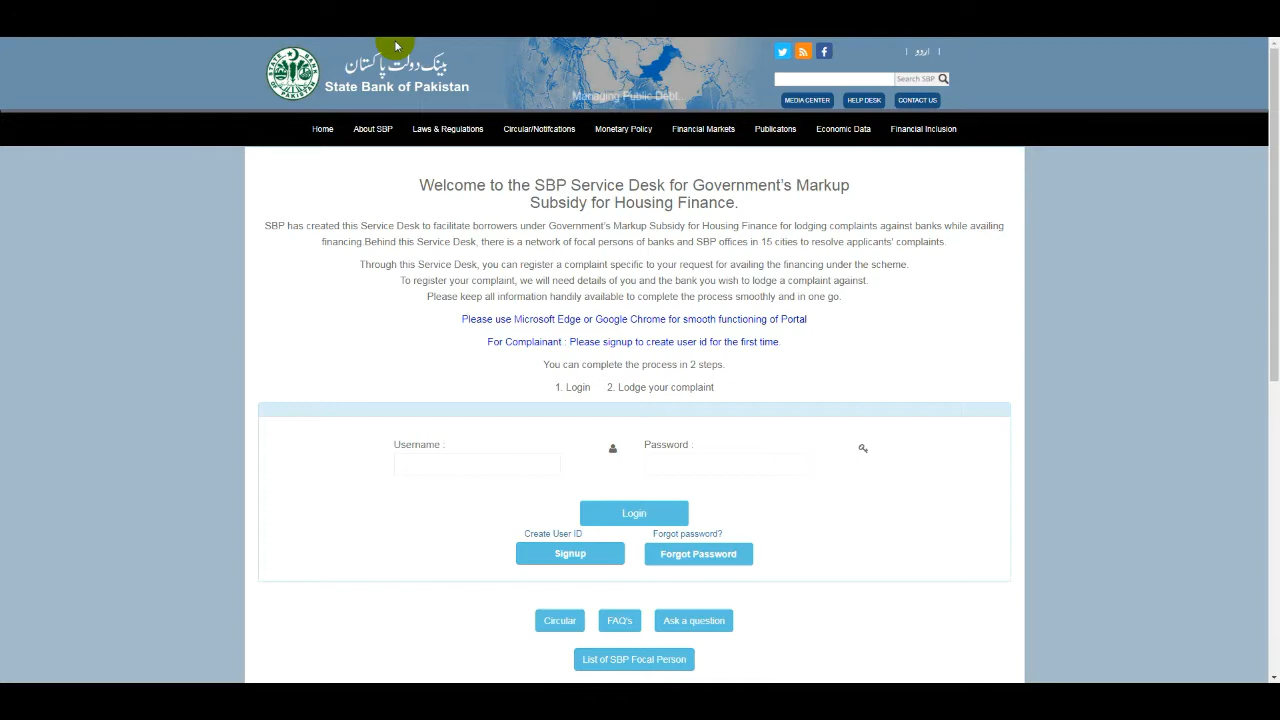 بینک دولت پاکستان
State Bank of Pakistan
Managing Public Debt..
اردو
Search SBP
MEDIA CENTER
HELP DESK
CONTACT US
Home
About SBP
Laws & Regulations
Circular/Notifcations
Monetary Policy
Financial Markets
Publicatons
Economic Data
Financial Inclusion
Welcome to the SBP Service Desk for Government's Markup
Subsidy for Housing Finance.
SBP has created this Service Desk to facilitate borrowers under Government's Markup Subsidy for Housing Finance for lodging complaints against banks while availing
financing Behind this Service Desk, there is a network of focal persons of banks and SBP offices in 15 cities to resolve applicants' complaints.
Through this Service Desk, you can register a complaint specific to your request for availing the financing under the scheme.
To register your complaint, we will need details of you and the bank you wish to lodge a complaint against.
Please keep all information handily available to complete the process smoothly and in one go.
Please use Microsoft Edge or Google Chrome for smooth functioning of Portal
For Complainant : Please signup to create user id for the first time.
You can complete the process in 2 steps.
1. Login 2. Lodge your complaint
Username :
Password :
Login
Create User ID
Forgot password?
Signup
Forgot Password
Circular
FAQ's
Ask a question
List of SBP Focal Person